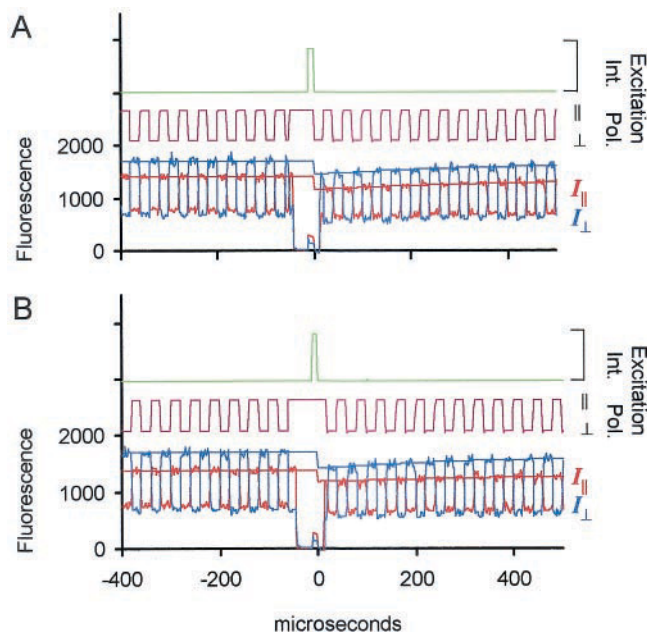 A
Excitation
Int. Pol.
|| ⊥
2000
1000
0
Fluorescence
I||
I⊥
B
Excitation
Int. Pol.
|| ⊥
2000
1000
0
Fluorescence
I||
I⊥
-400 -200 0 200 400
microseconds